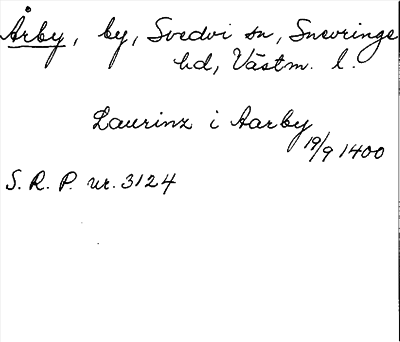 Årby, by, Svedvi sn, Snevringe
hd, Västm. l.
Laurinz i Aarby
19/9 1400
S. R. P. nr. 3124